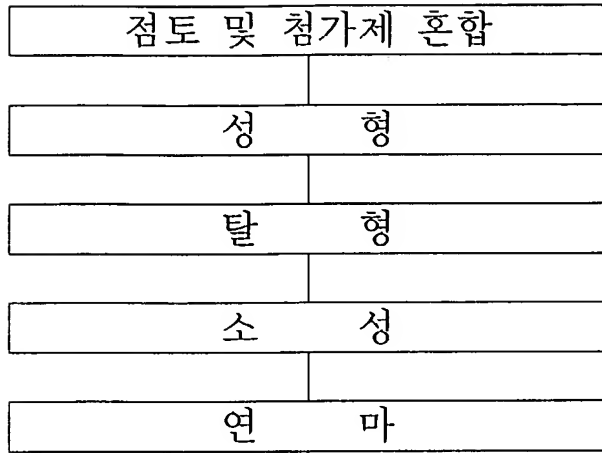 점토 및 첨가제 혼합
성 형
탈 형
소 성
연 마